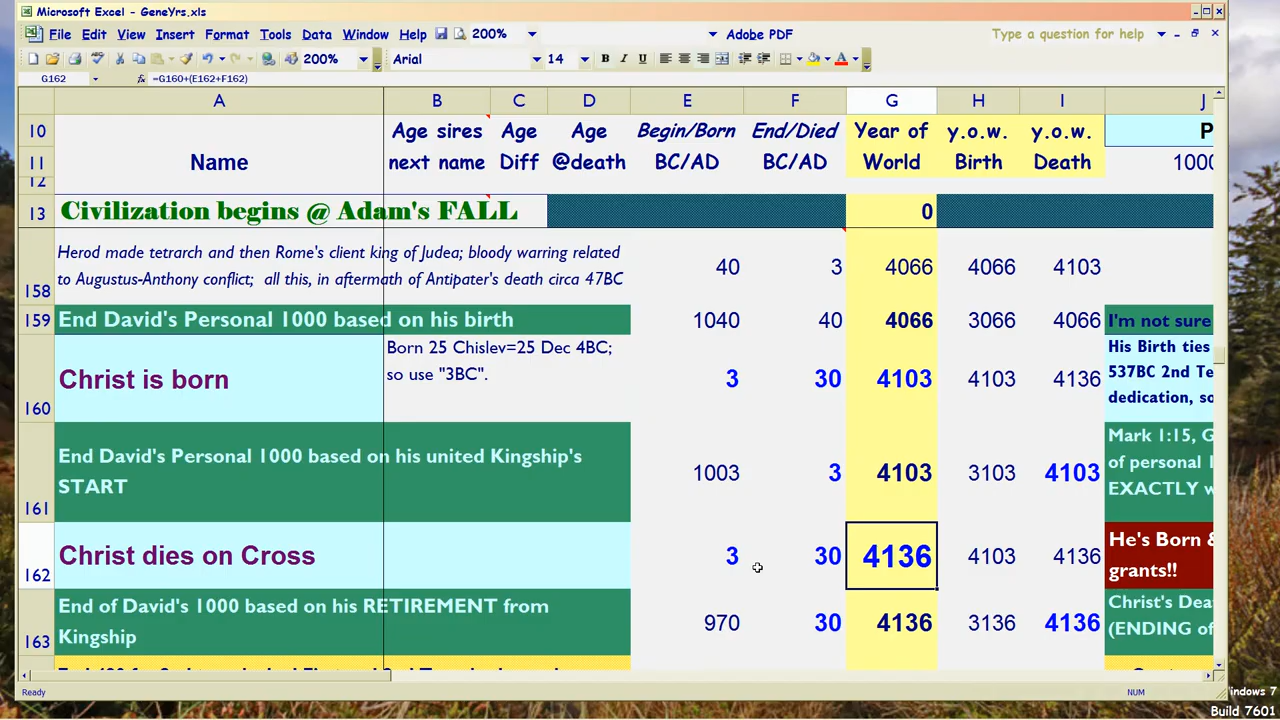 Microsoft Excel - GeneYrs.xls
File Edit View Insert Format Tools Data Window Help 200% Adobe PDF Type a question for help
200% Arial 14 B I U
G162 fx =G160+(E162+F162)
A B C D E F G H I J
10 Age sires Age Age Begin/Born End/Died Year of y.o.w. y.o.w. P
11 Name next name Diff @death BC/AD BC/AD World Birth Death 1000
12
13 Civilization begins @ Adam's FALL 0
Herod made tetrarch and then Rome's client king of Judea; bloody warring related
to Augustus-Anthony conflict; all this, in aftermath of Antipater's death circa 47BC
158 40 3 4066 4066 4103
159 End David's Personal 1000 based on his birth 1040 40 4066 3066 4066 I'm not sure
Born 25 Chislev=25 Dec 4BC;
so use "3BC".
160 Christ is born 3 30 4103 4103 4136
His Birth ties
537BC 2nd Te
dedication, so
End David's Personal 1000 based on his united Kingship's
START
161 1003 3 4103 3103 4103
Mark 1:15, G
of personal 1
EXACTLY w
162 Christ dies on Cross 3 30 4136 4103 4136
He's Born &
grants!!
End of David's 1000 based on his RETIREMENT from
Kingship
163 970 30 4136 3136 4136
Christ's Dea
(ENDING of
Ready NUM
indows 7
Build 7601